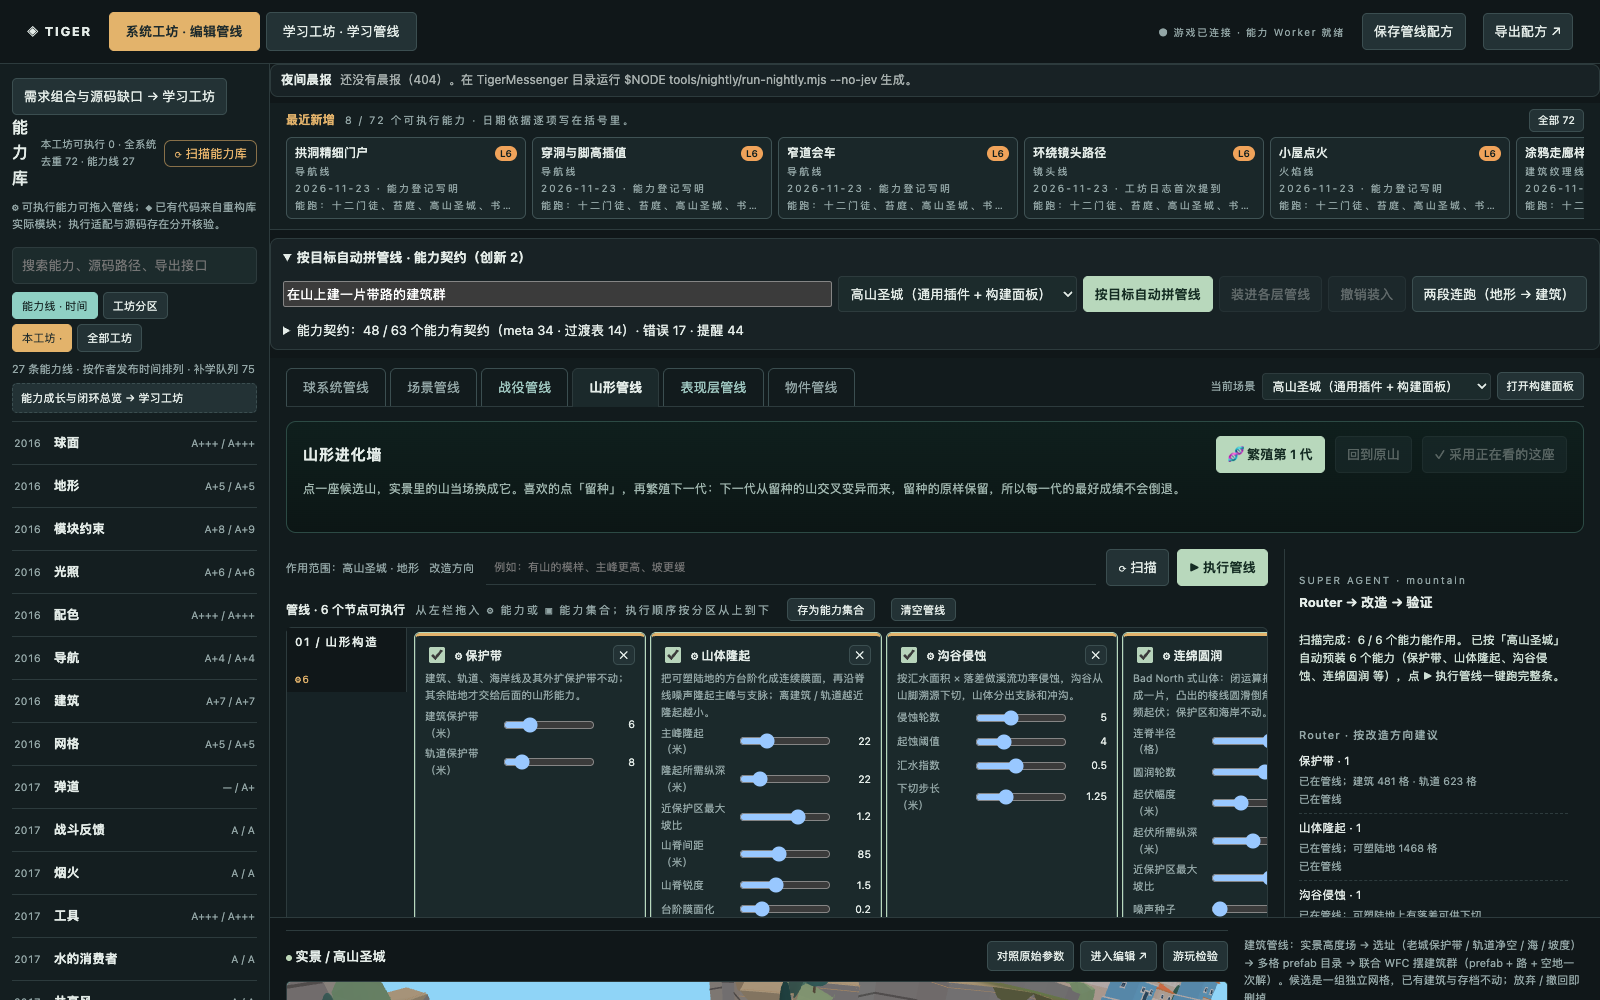 ◈ TIGER
系统工坊 · 编辑管线
学习工坊 · 学习管线
游戏已连接 · 能力 Worker 就绪
保存管线配方
导出配方 ↗
需求组合与源码缺口 → 学习工坊
能力库
本工坊可执行 0 · 全系统去重 72 · 能力线 27
⟳ 扫描能力库
⚙ 可执行能力可拖入管线；◆ 已有代码来自重构库实际模块；执行适配与源码存在分开核验。
搜索能力、源码路径、导出接口
能力线 · 时间
工坊分区
本工坊 ·
全部工坊
27 条能力线 · 按作者发布时间排列 · 补学队列 75
能力成长与闭环总览 → 学习工坊
2016 球面 A+++ / A+++
2016 地形 A+5 / A+5
2016 模块约束 A+8 / A+9
2016 光照 A+6 / A+6
2016 配色 A+++ / A+++
2016 导航 A+4 / A+4
2016 建筑 A+7 / A+7
2016 网格 A+5 / A+5
2017 弹道 — / A+
2017 战斗反馈 A / A
2017 烟火 A / A
2017 工具 A+++ / A+++
2017 水的消费者 A / A
夜间晨报 还没有晨报（404）。在 TigerMessenger 目录运行 $NODE tools/nightly/run-nightly.mjs --no-jev 生成。
最近新增 8 / 72 个可执行能力 · 日期依据逐项写在括号里。
全部 72
拱洞精细门户 L6
导航线
2026-11-23 · 能力登记写明
能跑：十二门徒、苔庭、高山圣城、书…
穿洞与脚高插值 L6
导航线
2026-11-23 · 能力登记写明
能跑：十二门徒、苔庭、高山圣城、书…
窄道会车 L6
导航线
2026-11-23 · 能力登记写明
能跑：十二门徒、苔庭、高山圣城、书…
环绕镜头路径 L6
镜头线
2026-11-23 · 工坊日志首次提到
能跑：十二门徒、苔庭、高山圣城、书…
小屋点火 L6
火焰线
2026-11-23 · 能力登记写明
能跑：十二门徒、苔庭、高山圣城、书…
涂鸦走廊样
建筑纹理线
2026-11-23
能跑：十二
▼ 按目标自动拼管线 · 能力契约（创新 2）
在山上建一片带路的建筑群
高山圣城（通用插件 + 构建面板）
按目标自动拼管线
装进各层管线
撤销装入
两段连跑（地形 → 建筑）
▶ 能力契约：48 / 63 个能力有契约（meta 34 · 过渡表 14）· 错误 17 · 提醒 44
球系统管线
场景管线
战役管线
山形管线
表现层管线
物件管线
当前场景
高山圣城（通用插件 + 构建面板）
打开构建面板
山形进化墙
🧬 繁殖第 1 代
回到原山
✓ 采用正在看的这座
点一座候选山，实景里的山当场换成它。喜欢的点「留种」，再繁殖下一代：下一代从留种的山交叉变异而来，留种的原样保留，所以每一代的最好成绩不会倒退。
作用范围：高山圣城 · 地形
改造方向
例如：有山的模样、主峰更高、坡更缓
⟳ 扫描
▶ 执行管线
管线 · 6 个节点可执行
从左栏拖入 ⚙ 能力或 ▣ 能力集合；执行顺序按分区从上到下
存为能力集合
清空管线
01 / 山形构造
⚙6
⚙ 保护带 ✕
建筑、轨道、海岸线及其外扩保护带不动；其余陆地才交给后面的山形能力。
建筑保护带（米） 6
轨道保护带（米） 8
⚙ 山体隆起 ✕
把可塑陆地的方台阶化成连续膜面，再沿脊线噪声隆起主峰与支脉；离建筑 / 轨道越近隆起越小。
主峰隆起（米） 22
隆起所需纵深（米） 22
近保护区最大坡比 1.2
山脊间距（米） 85
山脊锐度 1.5
台阶膜面化 0.2
⚙ 沟谷侵蚀 ✕
按汇水面积 × 落差做溪流功率侵蚀，沟谷从山脚溯源下切，山体分出支脉和冲沟。
侵蚀轮数 5
起蚀阈值 4
汇水指数 0.5
下切步长（米） 1.25
⚙ 连绵圆润
Bad North 式山体：闭运算
成一片，凸出的棱线圆滑倒角
频起伏；保护区和海岸不动。
连脊半径（格）
圆润轮数
起伏幅度（米）
起伏所需纵深（米）
近保护区最大坡比
噪声种子
SUPER AGENT · mountain
Router → 改造 → 验证
扫描完成：6 / 6 个能力能作用。 已按「高山圣城」自动预装 6 个能力（保护带、山体隆起、沟谷侵蚀、连绵圆润 等），点 ▶ 执行管线一键跑完整条。
Router · 按改造方向建议
保护带 · 1
已在管线；建筑 481 格 · 轨道 623 格
已在管线
山体隆起 · 1
已在管线；可塑陆地 1468 格
已在管线
沟谷侵蚀 · 1
已在管线；可塑陆地上有落差可供下切
实景 / 高山圣城
对照原始参数
进入编辑 ↗
游玩检验
建筑管线：实景高度场 → 选址（老城保护带 / 轨道净空 / 海 / 坡度）→ 多格 prefab 目录 → 联合 WFC 摆建筑群（prefab + 路 + 空地一次解）。候选是一组独立网格，已有建筑与存档不动；放弃 / 撤回即删掉